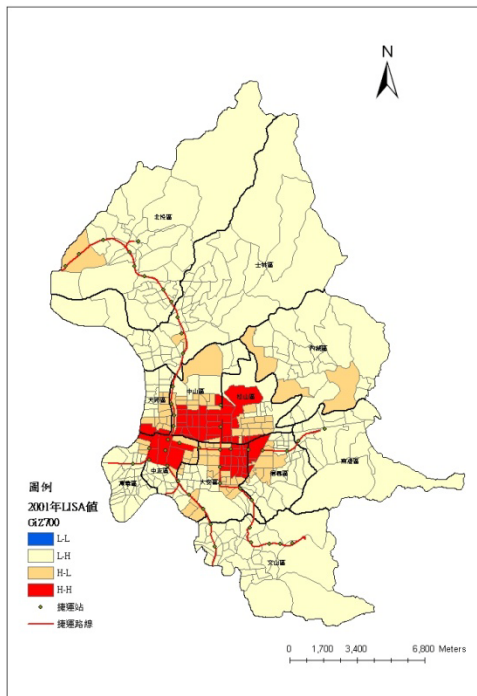 N
北投區
士林區
內湖區
中山區
松山區
大同區
南港區
信義區
萬華區
中正區
大安區
文山區
圖例
2001年LISA值
GiZ700
L-L
L-H
H-L
H-H
捷運站
捷運路線
0 1,700 3,400 6,800 Meters